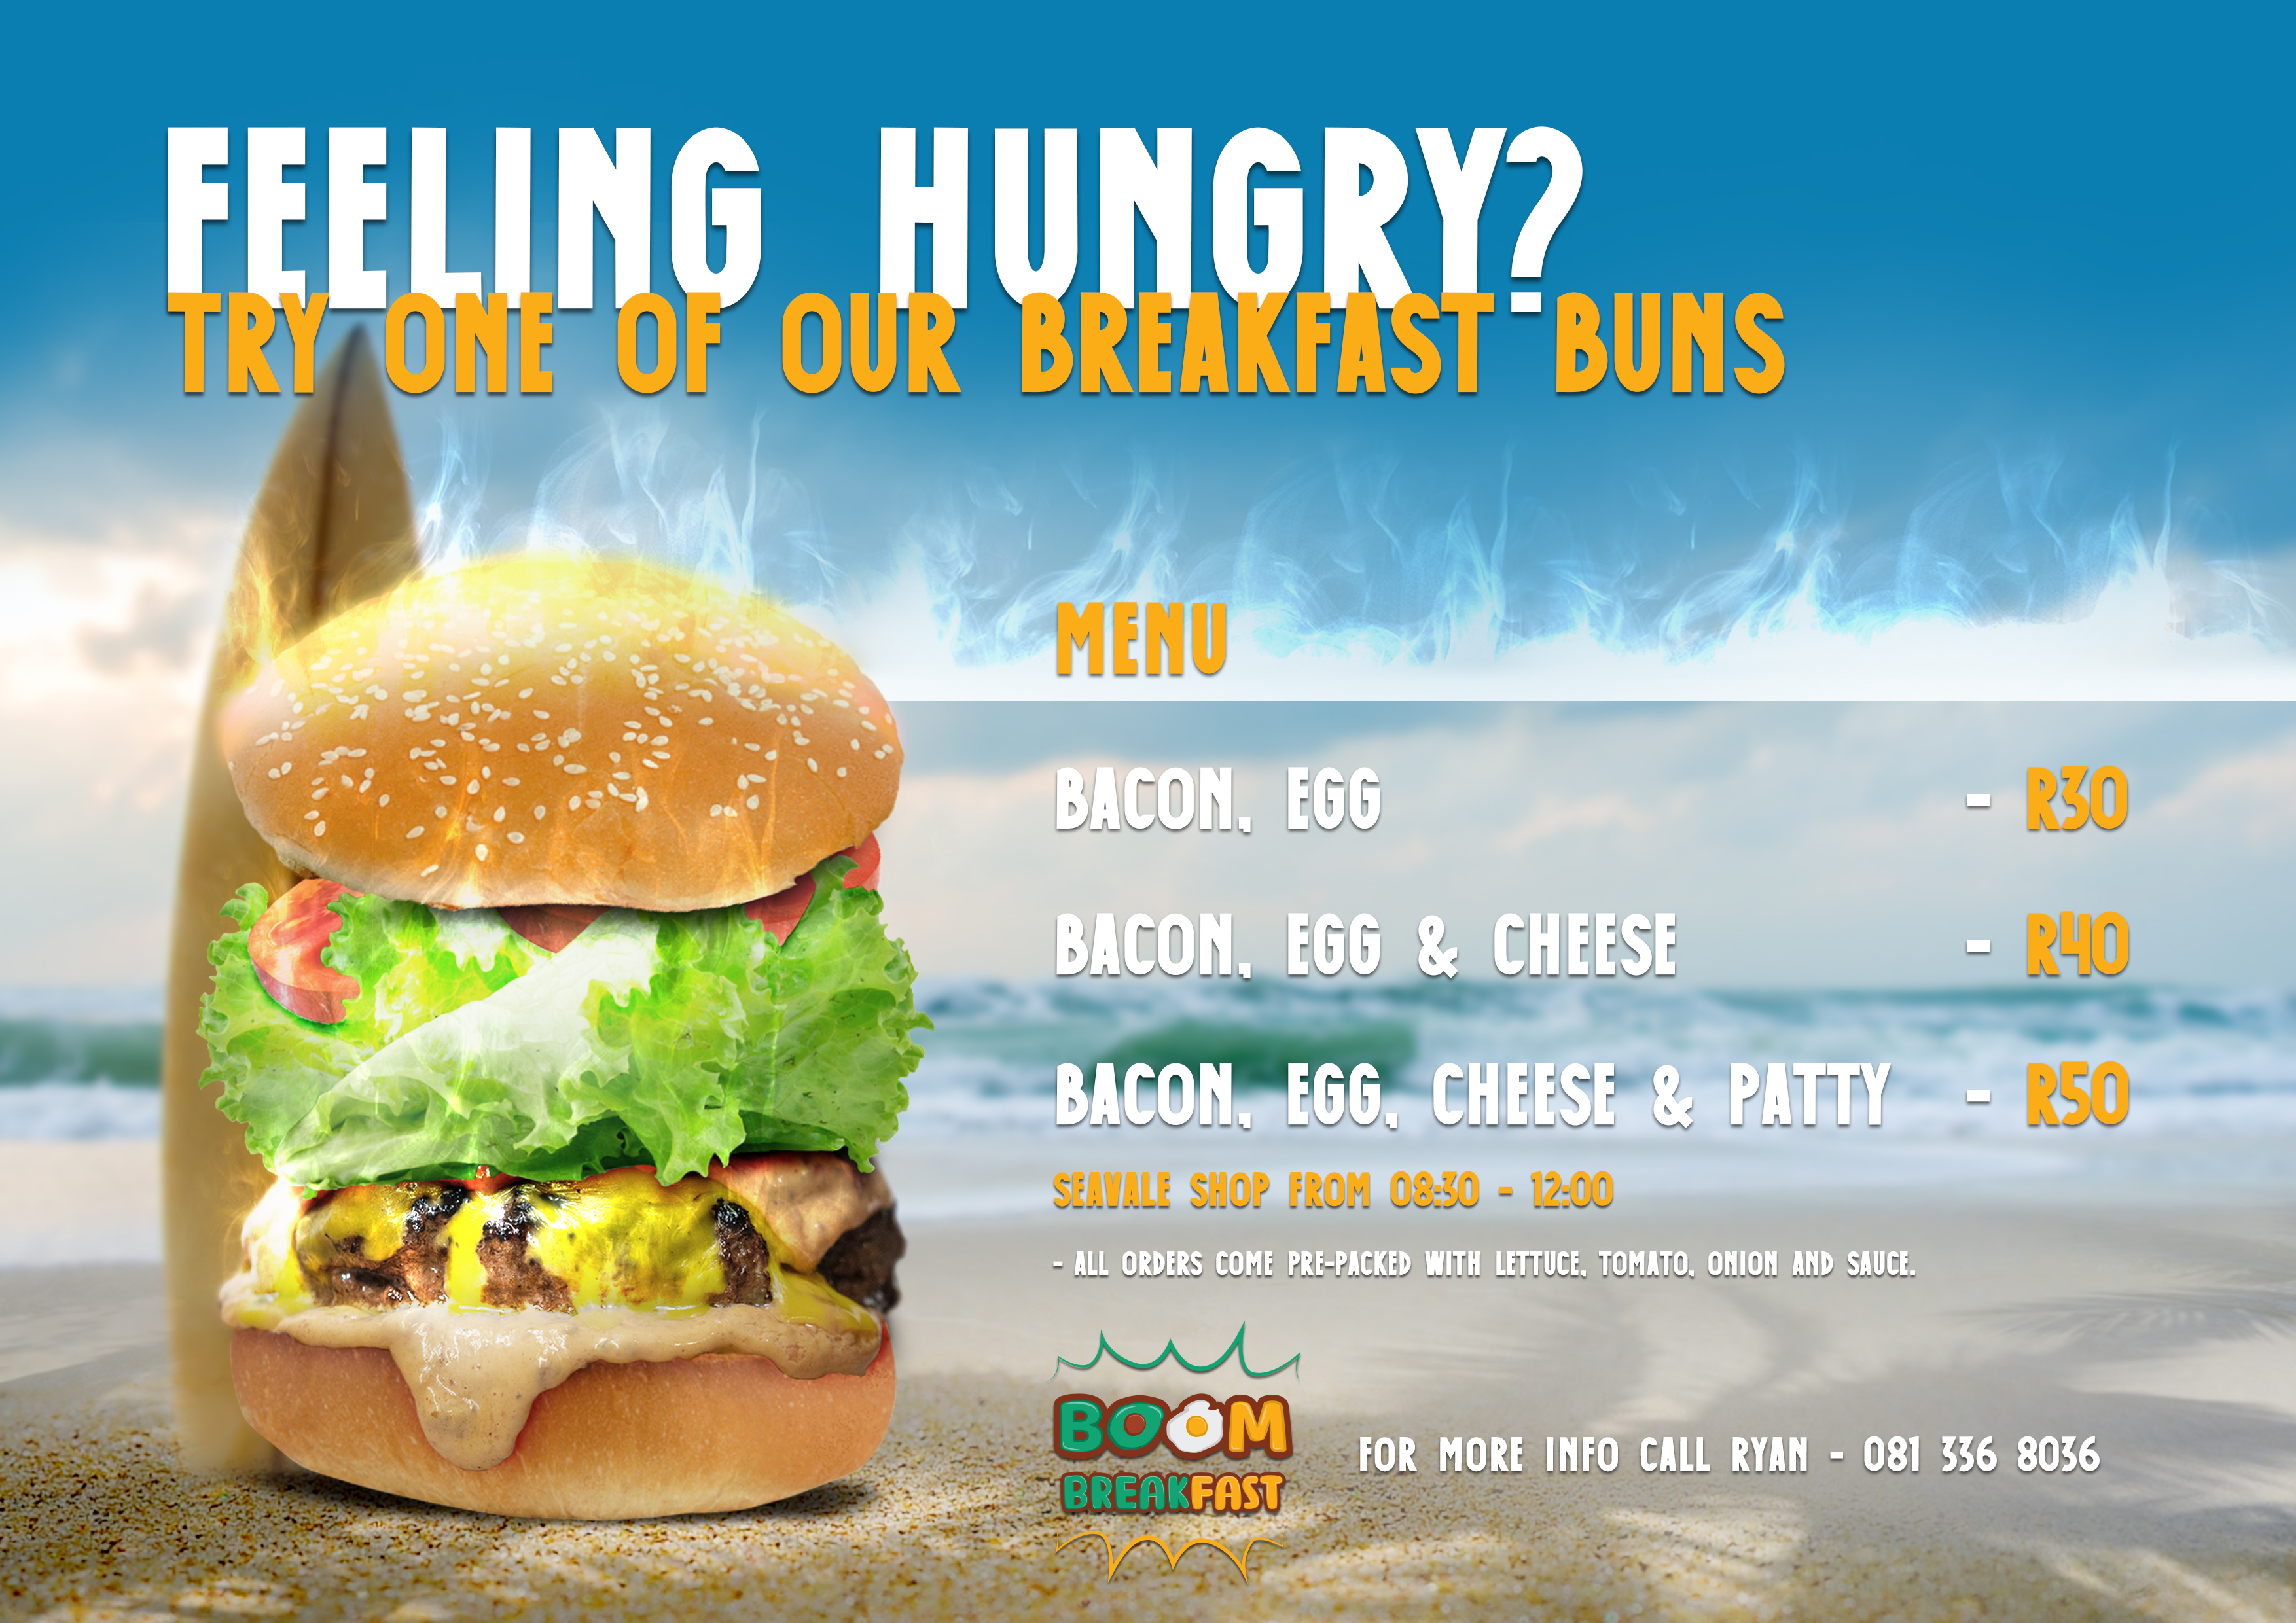 FEELING HUNGRY?
TRY ONE OF OUR BREAKFAST BUNS
MENU
BACON, EGG - R30
BACON, EGG & CHEESE - R40
BACON, EGG, CHEESE & PATTY - R50
SEAVALE SHOP FROM 08:30 - 12:00
- ALL ORDERS COME PRE-PACKED WITH LETTUCE, TOMATO, ONION AND SAUCE.
BOOM
BREAKFAST
FOR MORE INFO CALL RYAN - 081 336 8036